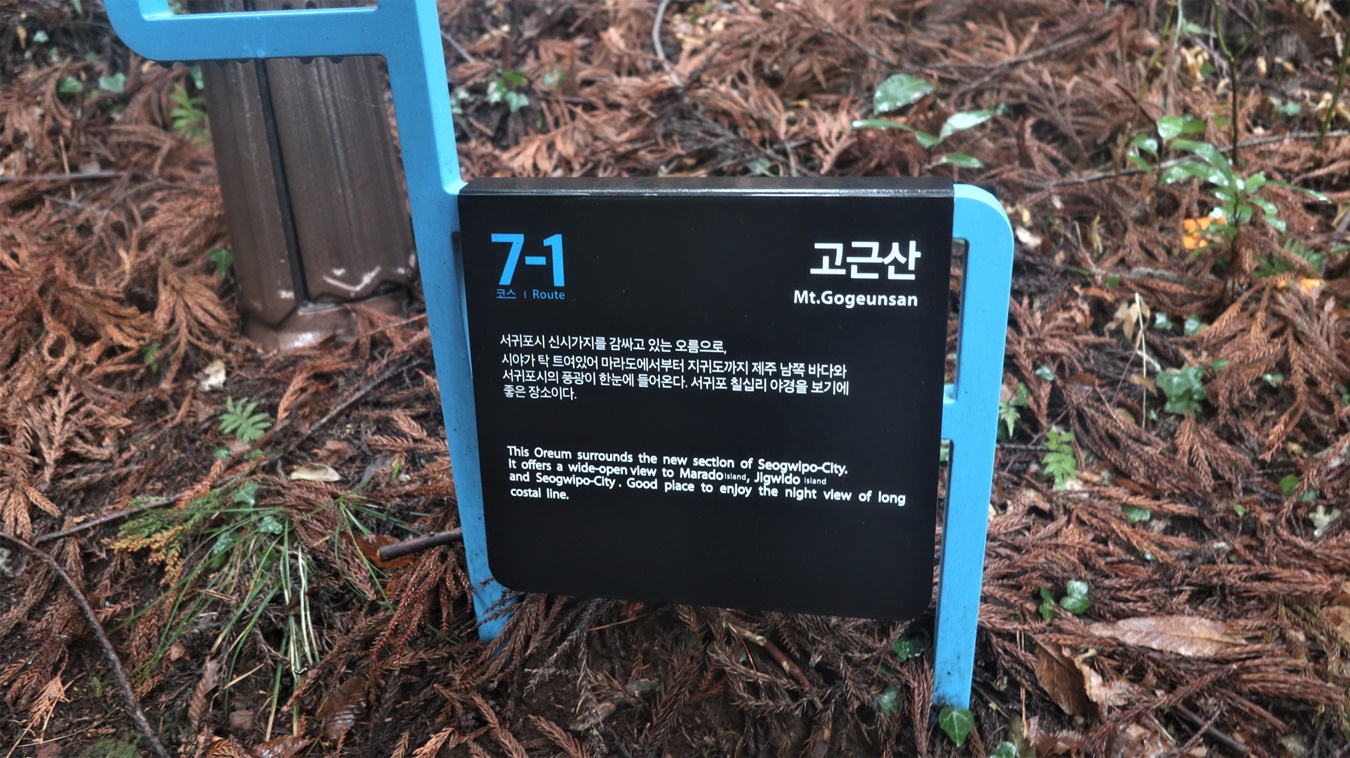 7-1
코스 | Route
고근산
Mt.Gogeunsan
서귀포시 신시가지를 감싸고 있는 오름으로,
시야가 탁 트여있어 마라도에서부터 지귀도까지 제주 남쪽 바다와
서귀포시의 풍광이 한눈에 들어온다. 서귀포 칠십리 야경을 보기에
좋은 장소이다.
This Oreum surrounds the new section of Seogwipo-City.
It offers a wide-open view to Marado island, Jigwido island
and Seogwipo-City. Good place to enjoy the night view of long
costal line.